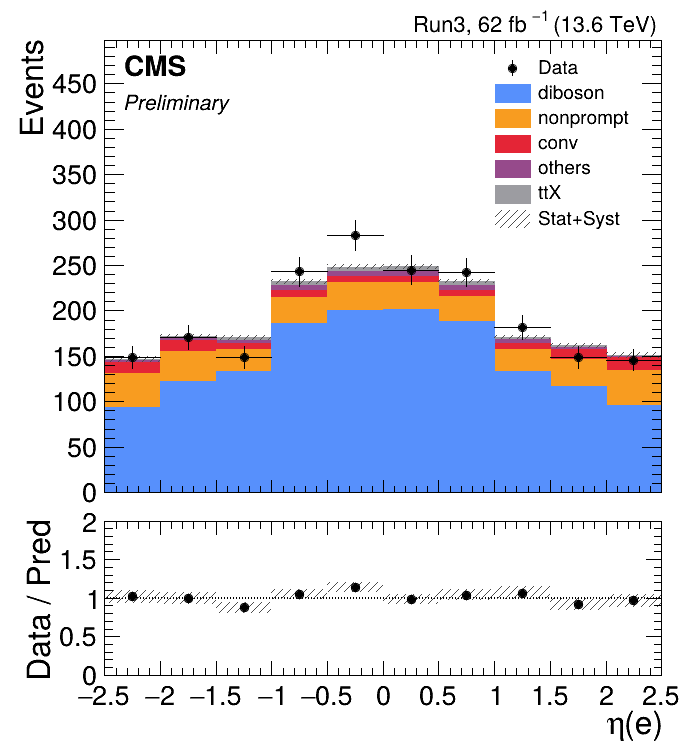 Run3, 62 fb⁻¹ (13.6 TeV)
CMS
Preliminary
Events
450
400
350
300
250
200
150
100
50
0
Data
diboson
nonprompt
conv
others
ttX
Stat+Syst
Data / Pred
2
1.5
1
0.5
0
−2.5 −2 −1.5 −1 −0.5 0 0.5 1 1.5 2 2.5
η(e)